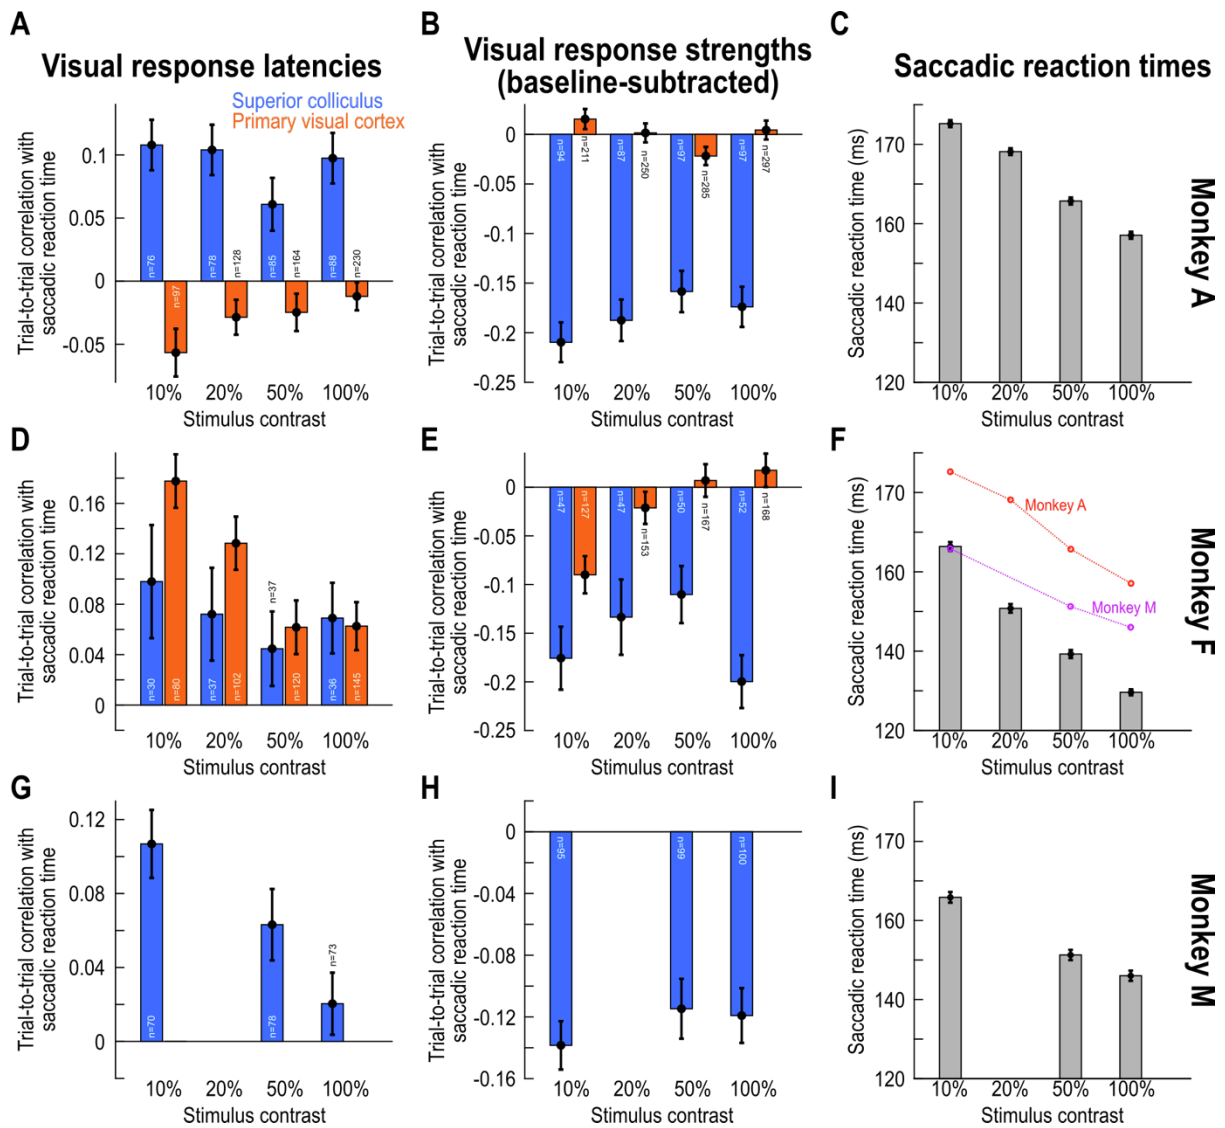 A
Visual response latencies
Superior colliculus
Primary visual cortex
Trial-to-trial correlation with
saccadic reaction time
0.1
0.05
0
-0.05
n=76
n=97
n=78
n=128
n=85
n=164
n=88
n=230
10% 20% 50% 100%
Stimulus contrast
B
Visual response strengths
(baseline-subtracted)
Trial-to-trial correlation with
saccadic reaction time
0
-0.05
-0.1
-0.15
-0.2
-0.25
n=94
n=211
n=87
n=250
n=97
n=285
n=97
n=297
10% 20% 50% 100%
Stimulus contrast
C
Saccadic reaction times
Saccadic reaction time (ms)
170
160
140
120
10% 20% 50% 100%
Stimulus contrast
Monkey A
D
Trial-to-trial correlation with
saccadic reaction time
0.16
0.12
0.08
0.04
0
n=30
n=80
n=37
n=102
n=37
n=120
n=36
n=145
10% 20% 50% 100%
Stimulus contrast
E
Trial-to-trial correlation with
saccadic reaction time
0
-0.05
-0.1
-0.15
-0.2
-0.25
n=47
n=127
n=47
n=153
n=50
n=167
n=52
n=168
10% 20% 50% 100%
Stimulus contrast
F
Saccadic reaction time (ms)
170
160
140
120
Monkey A
Monkey M
10% 20% 50% 100%
Stimulus contrast
Monkey F
G
Trial-to-trial correlation with
saccadic reaction time
0.12
0.08
0.04
0
n=70
n=78
n=73
10% 20% 50% 100%
Stimulus contrast
H
Trial-to-trial correlation with
saccadic reaction time
0
-0.04
-0.08
-0.12
-0.16
n=95
n=99
n=100
10% 20% 50% 100%
Stimulus contrast
I
Saccadic reaction time (ms)
170
160
140
120
10% 20% 50% 100%
Stimulus contrast
Monkey M